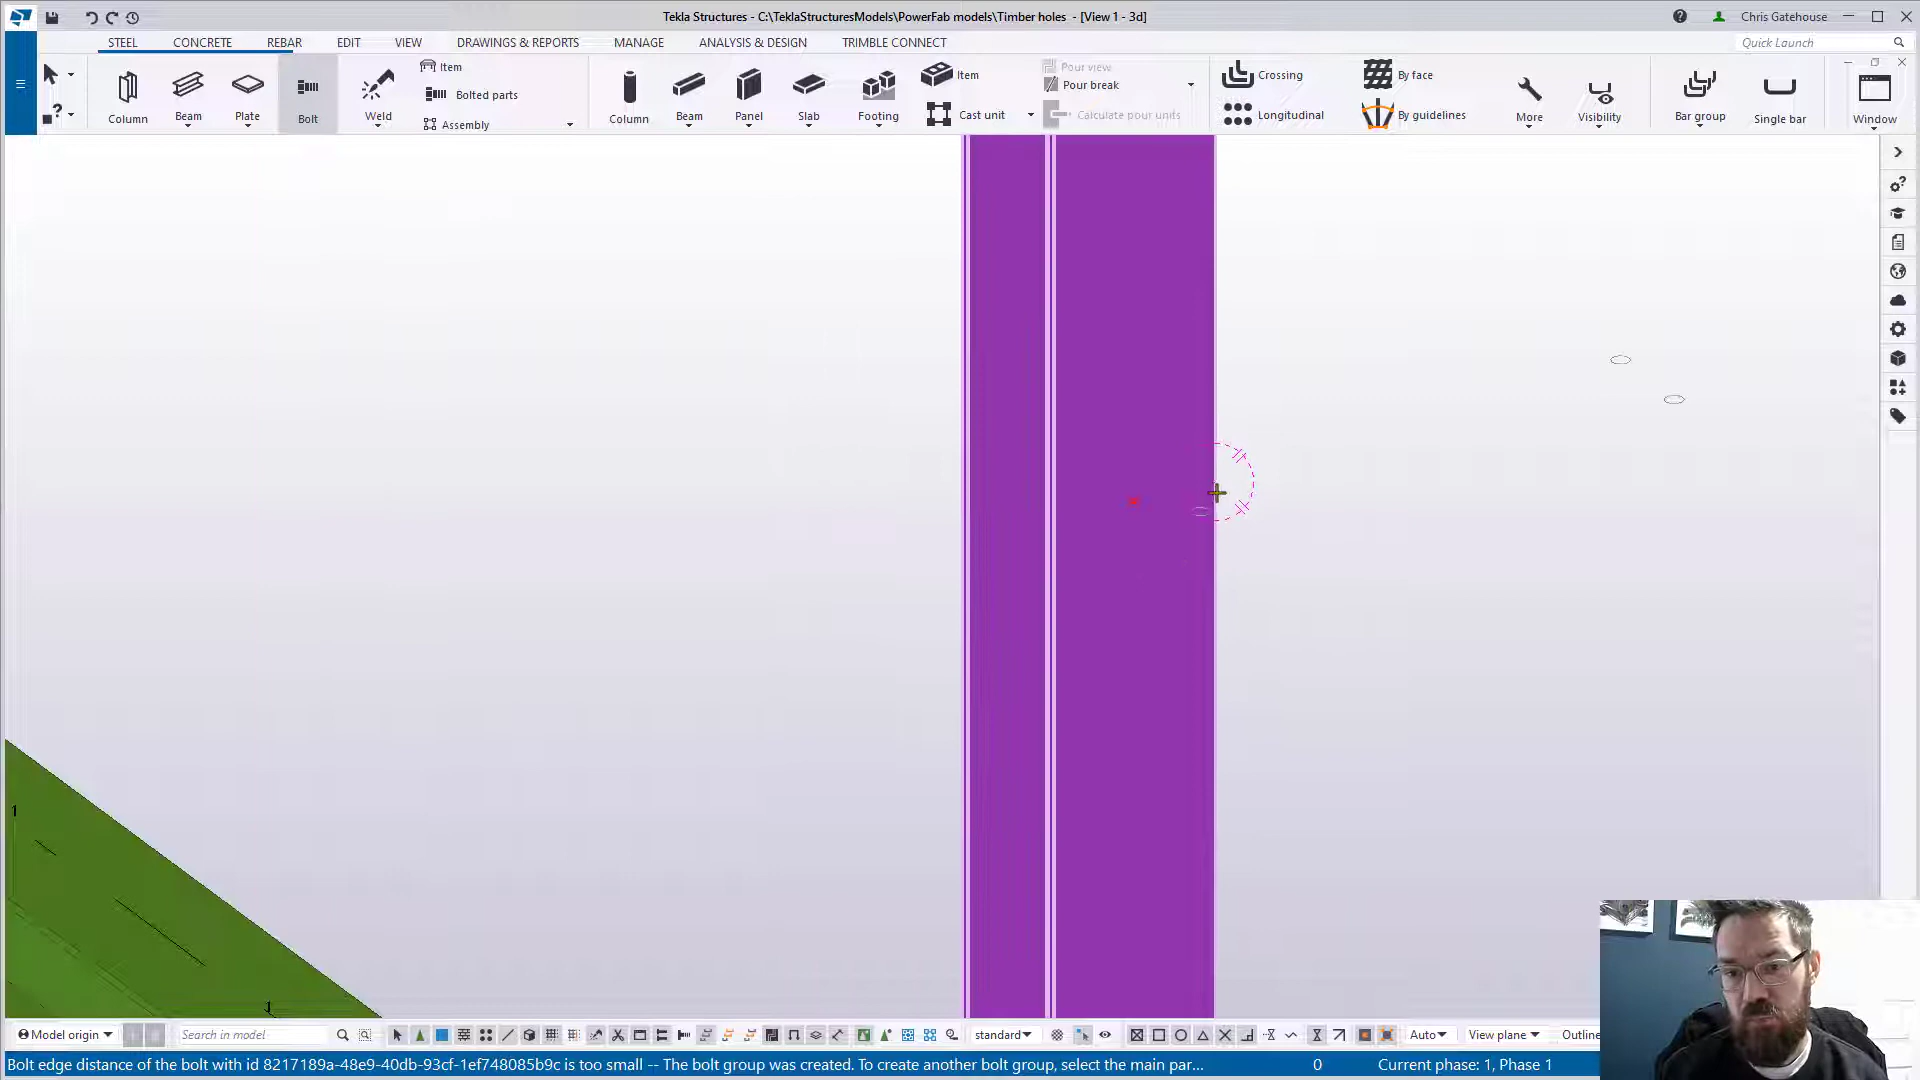 Tekla Structures - C:\TeklaStructuresModels\PowerFab models\Timber holes - [View 1 - 3d]
Chris Gatehouse
STEEL CONCRETE REBAR EDIT VIEW DRAWINGS & REPORTS MANAGE ANALYSIS & DESIGN TRIMBLE CONNECT
Quick Launch
Column Beam Plate Bolt Weld
Item
Bolted parts
Assembly
Column Beam Panel Slab Footing
Item
Cast unit
Pour view
Pour break
Calculate pour units
Crossing
Longitudinal
By face
By guidelines
More Visibility Bar group Single bar Window
1
1
Model origin Search in model standard Auto View plane Outline
Bolt edge distance of the bolt with id 8217189a-48e9-40db-93cf-1ef748085b9c is too small -- The bolt group was created. To create another bolt group, select the main par... 0 Current phase: 1, Phase 1